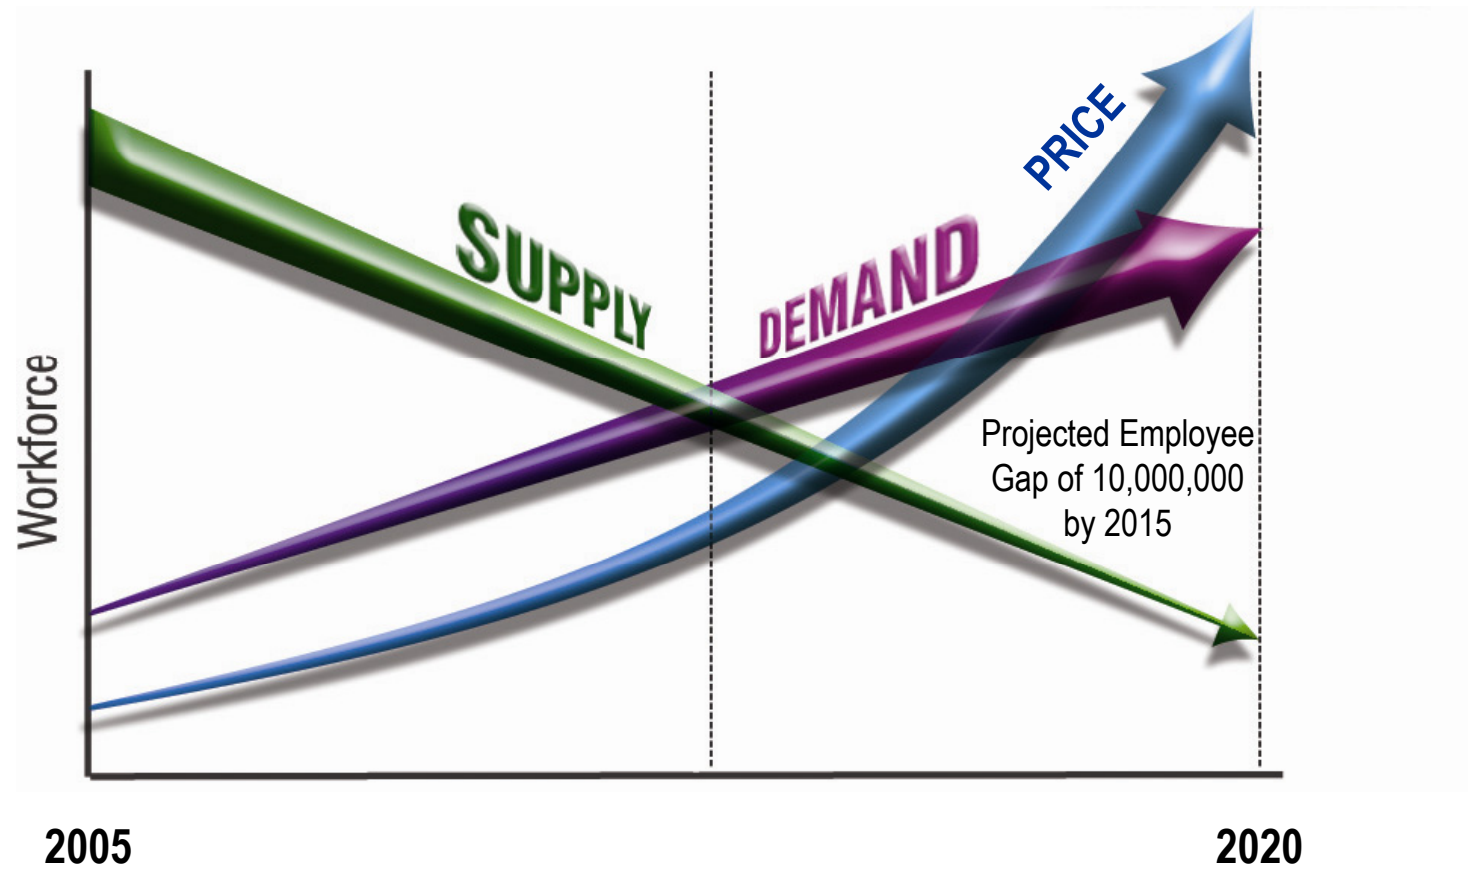 PRICE
SUPPLY
DEMAND
Workforce
Projected Employee
Gap of 10,000,000
by 2015
2005
2020